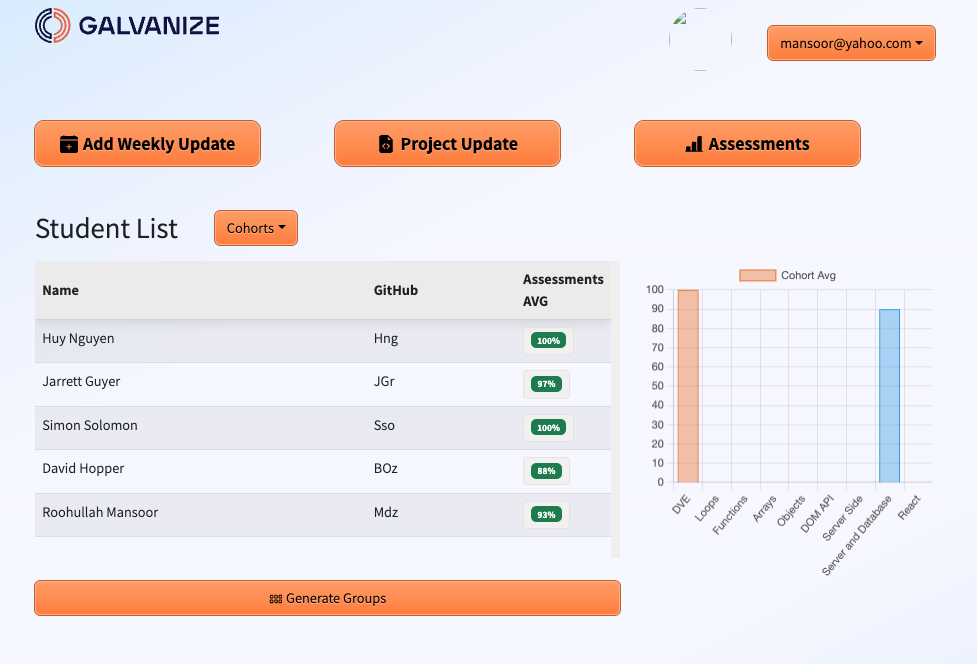 GALVANIZE
mansoor@yahoo.com
Add Weekly Update
Project Update
Assessments
Student List
Cohorts
Name
GitHub
Assessments
AVG
Huy Nguyen
Hng
100%
Jarrett Guyer
JGr
97%
Simon Solomon
Sso
100%
David Hopper
BOz
88%
Roohullah Mansoor
Mdz
93%
Generate Groups
Cohort Avg
100
90
80
70
60
50
40
30
20
10
0
DVE
Loops
Functions
Arrays
Objects
DOM API
Server Side
Server and Database
React